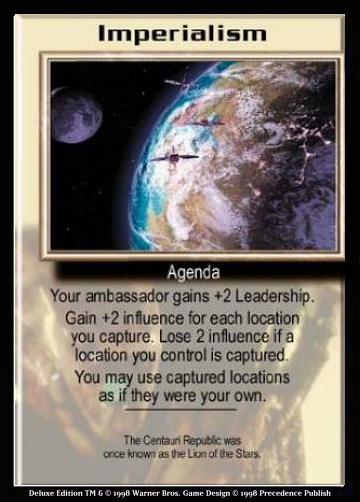 Imperialism
Agenda
Your ambassador gains +2 Leadership.
Gain +2 influence for each location
you capture. Lose 2 influence if a
location you control is captured.
You may use captured locations
as if they were your own.
The Centauri Republic was
once known as the Lion of the Stars.
Deluxe Edition TM & © 1998 Warner Bros. Game Design © 1998 Precedence Publish